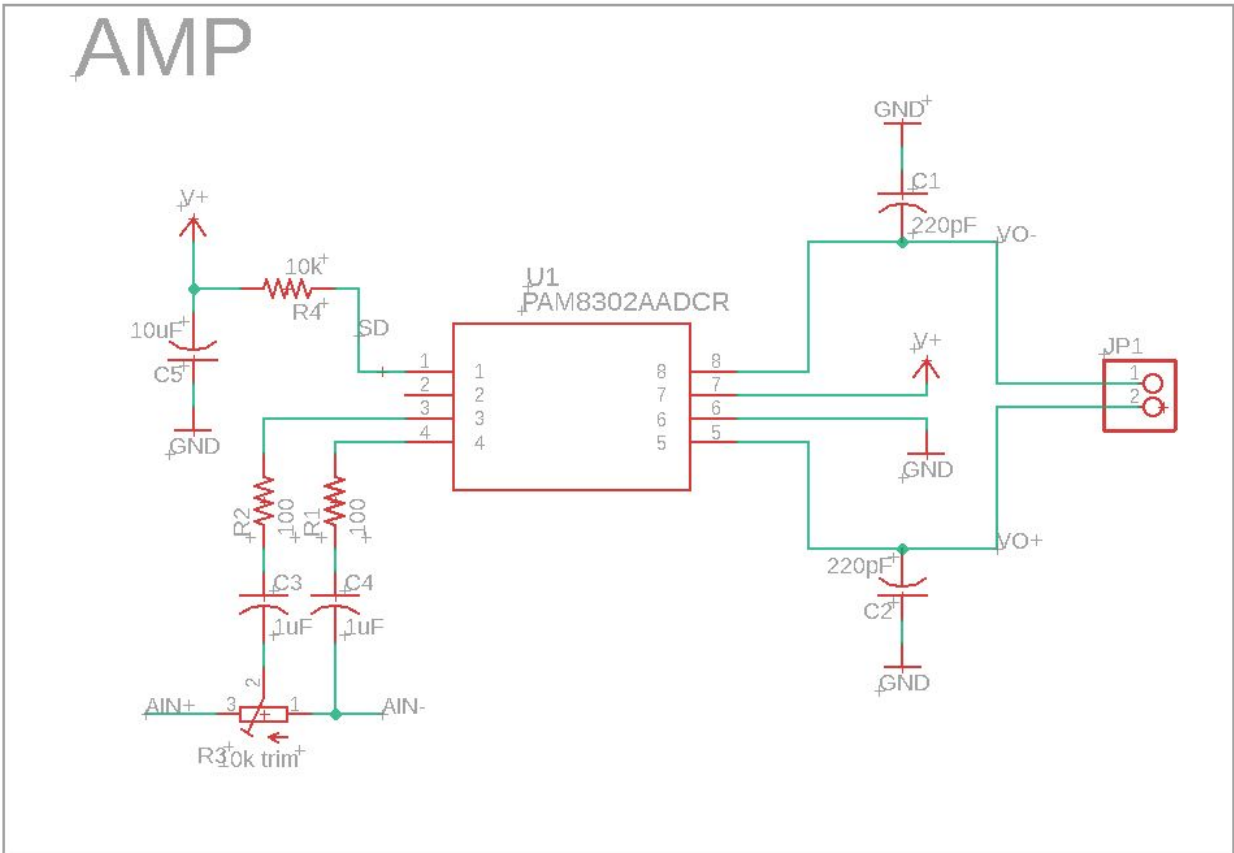 AMP
GND
C1
220pF
VO-
V+
10k
R4
SD
10uF
C5
GND
U1
PAM8302AADCR
1
2
3
4
1
2
3
4
8
7
6
5
8
7
6
5
V+
GND
JP1
1
2
R2
100
R1
100
C3
1uF
C4
1uF
VO+
220pF
C2
GND
AIN+
3
2
1
AIN-
R3
10k trim